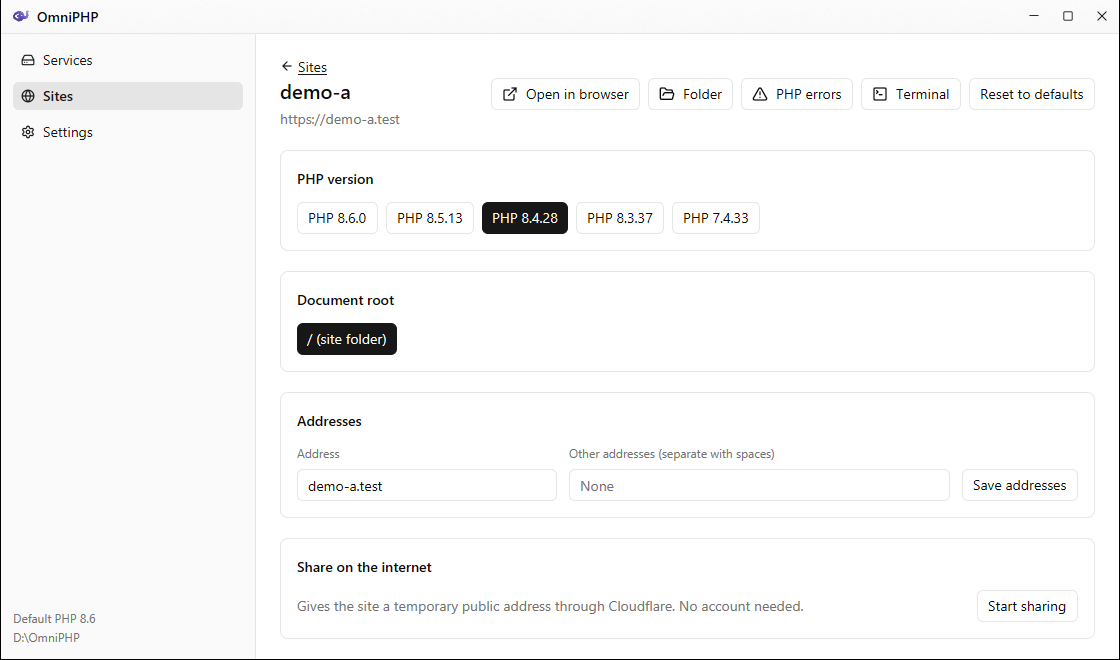 OmniPHP
Services
Sites
Settings
Default PHP 8.6
D:\OmniPHP
Sites
demo-a
https://demo-a.test
Open in browser
Folder
PHP errors
Terminal
Reset to defaults
PHP version
PHP 8.6.0 PHP 8.5.13 PHP 8.4.28 PHP 8.3.37 PHP 7.4.33
Document root
/ (site folder)
Addresses
Address Other addresses (separate with spaces)
demo-a.test None Save addresses
Share on the internet
Gives the site a temporary public address through Cloudflare. No account needed. Start sharing